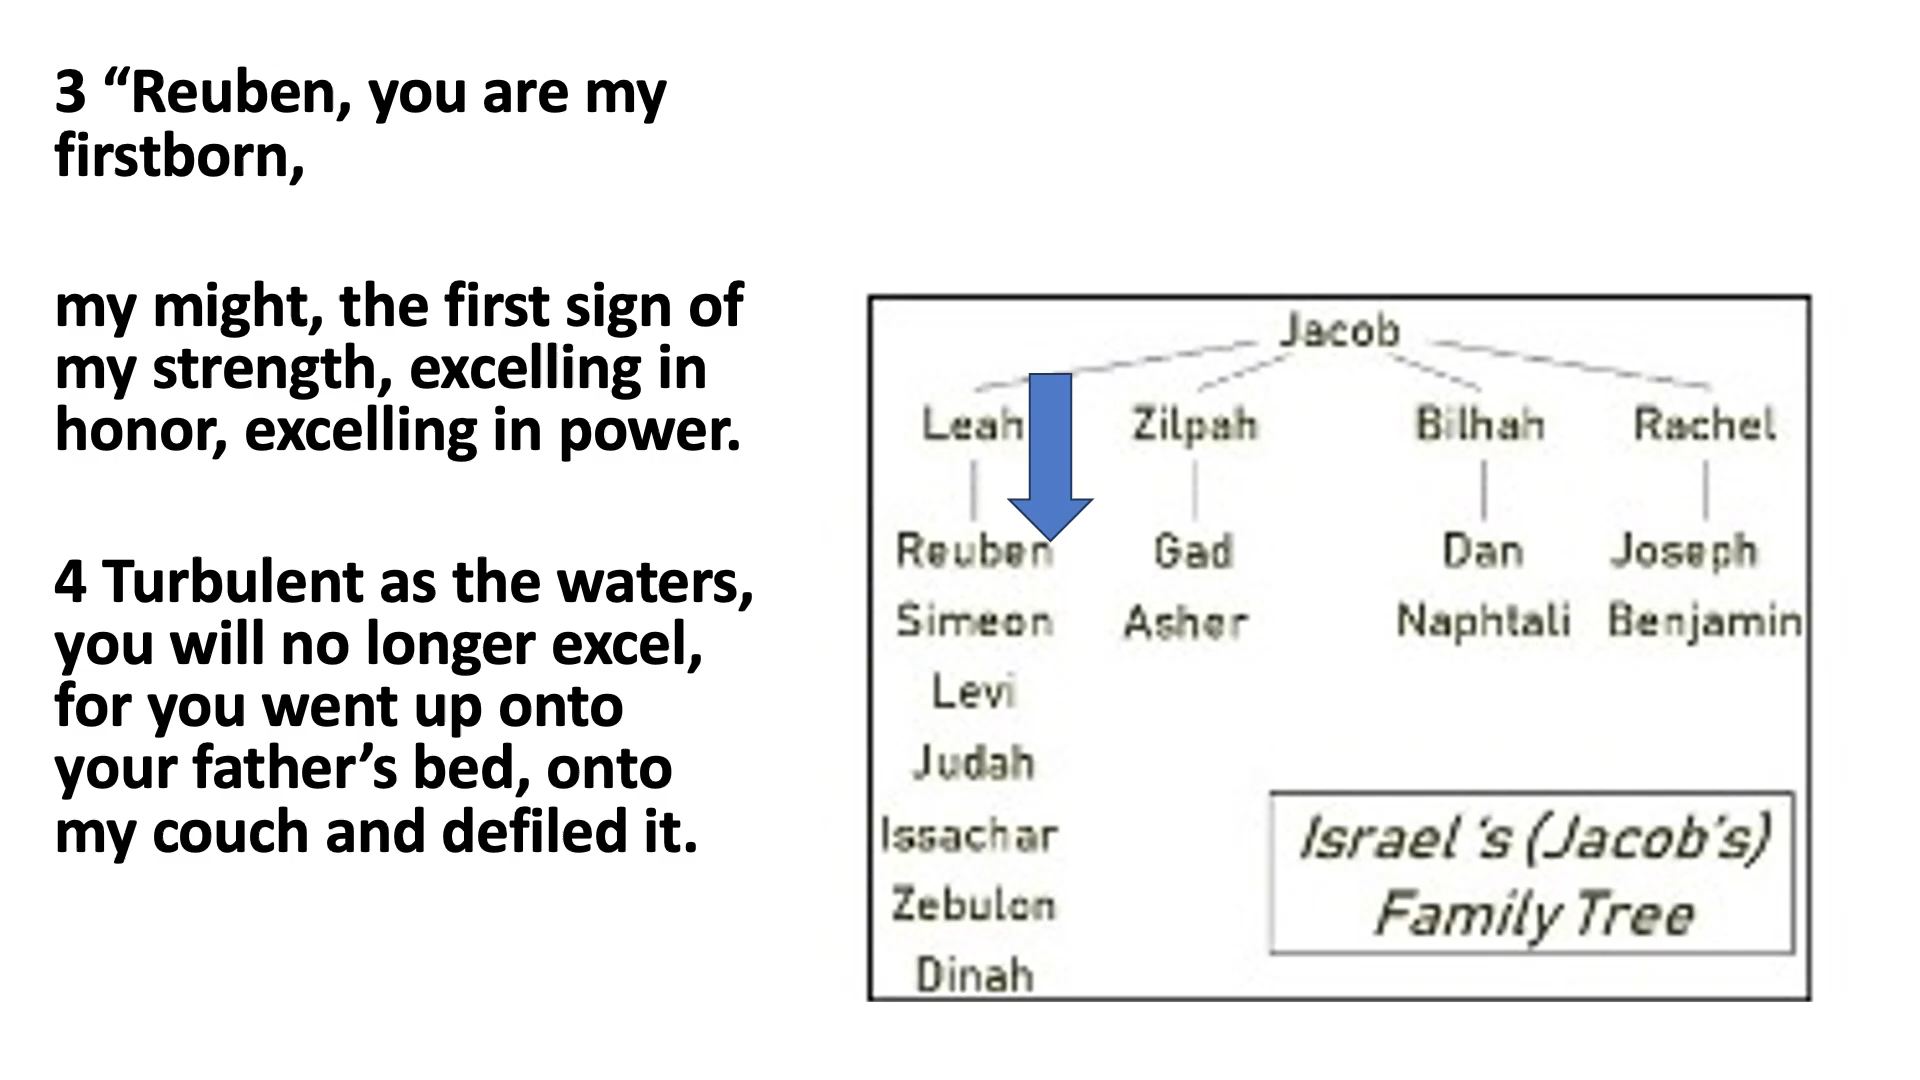 3 “Reuben, you are my
firstborn,
my might, the first sign of
my strength, excelling in
honor, excelling in power.
4 Turbulent as the waters,
you will no longer excel,
for you went up onto
your father’s bed, onto
my couch and defiled it.
Jacob
Leah Zilpah Bilhah Rachel
Reuben Gad Dan Joseph
Simeon Asher Naphtali Benjamin
Levi
Judah
Issachar
Zebulon
Dinah
Israel ‘s (Jacob’s)
Family Tree